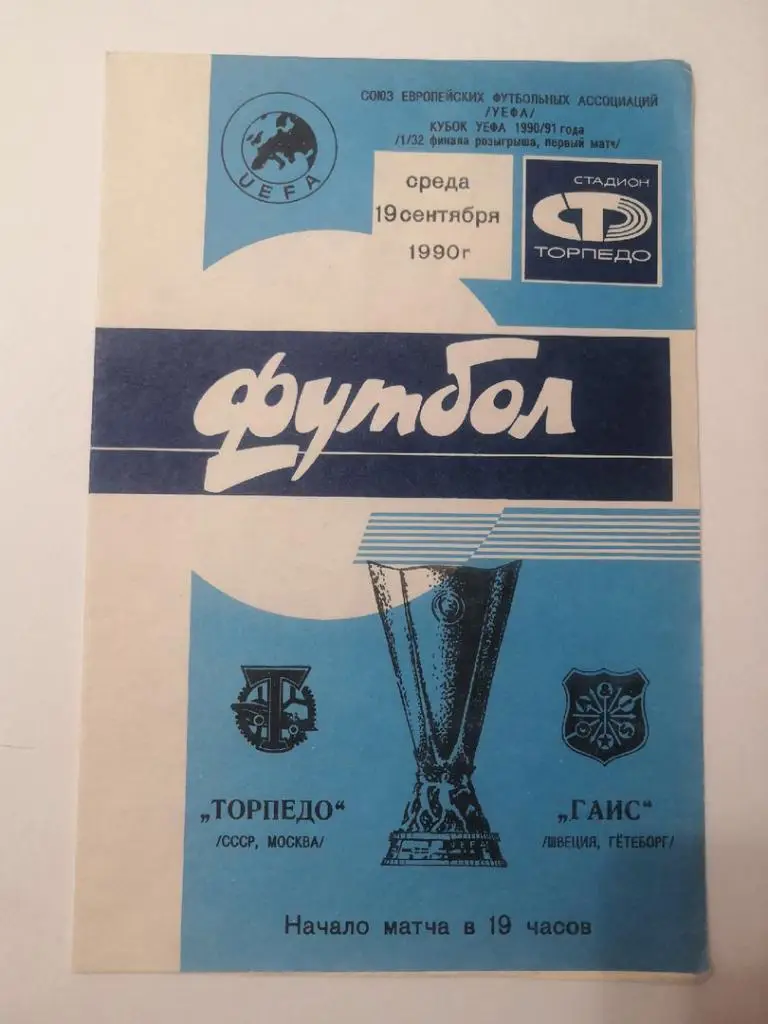 СОЮЗ ЕВРОПЕЙСКИХ ФУТБОЛЬНЫХ АССОЦИАЦИЙ
/УЕФА/
КУБОК УЕФА 1990/91 года
/1/32 финала розыгрыша, первый матч/
UEFA
среда
19 сентября
1990г
СТАДИОН
ТОРПЕДО
футбол
„ТОРПЕДО“
/СССР, МОСКВА/
„ГАИС“
/ШВЕЦИЯ, ГЁТЕБОРГ/
UEFA
Начало матча в 19 часов